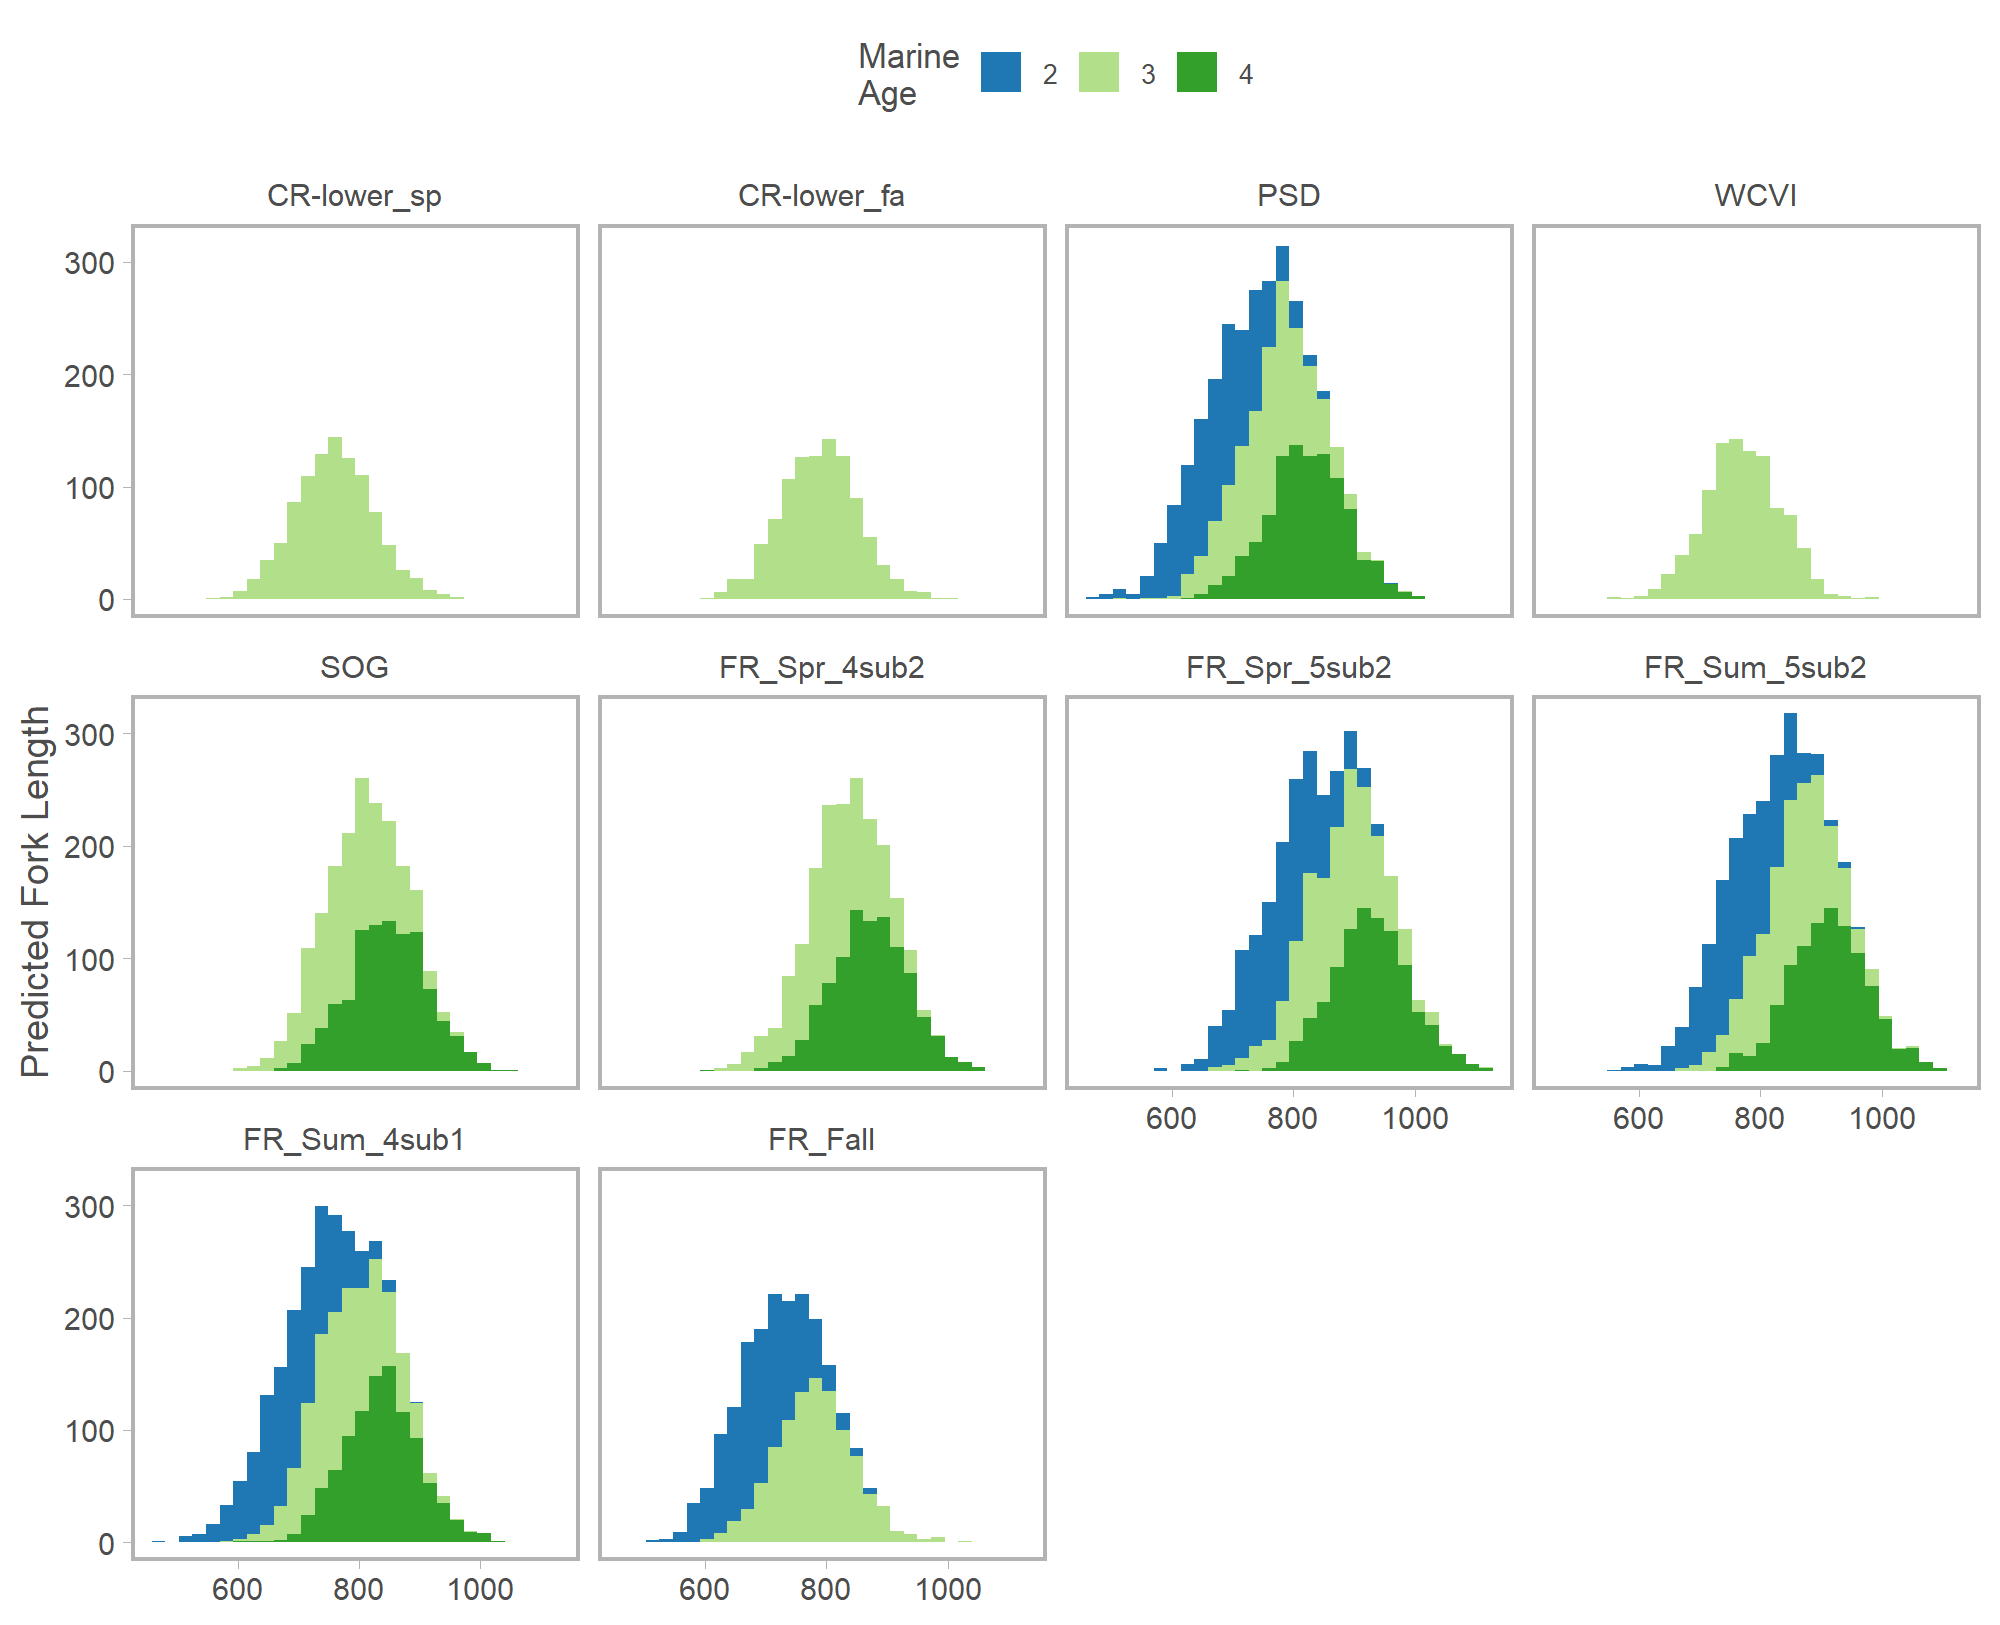 Marine
Age
2 3 4
CR-lower_sp CR-lower_fa PSD WCVI
300
200
100
0
SOG FR_Spr_4sub2 FR_Spr_5sub2 FR_Sum_5sub2
Predicted Fork Length
300
200
100
0
600 800 1000 600 800 1000
FR_Sum_4sub1 FR_Fall
300
200
100
0
600 800 1000 600 800 1000